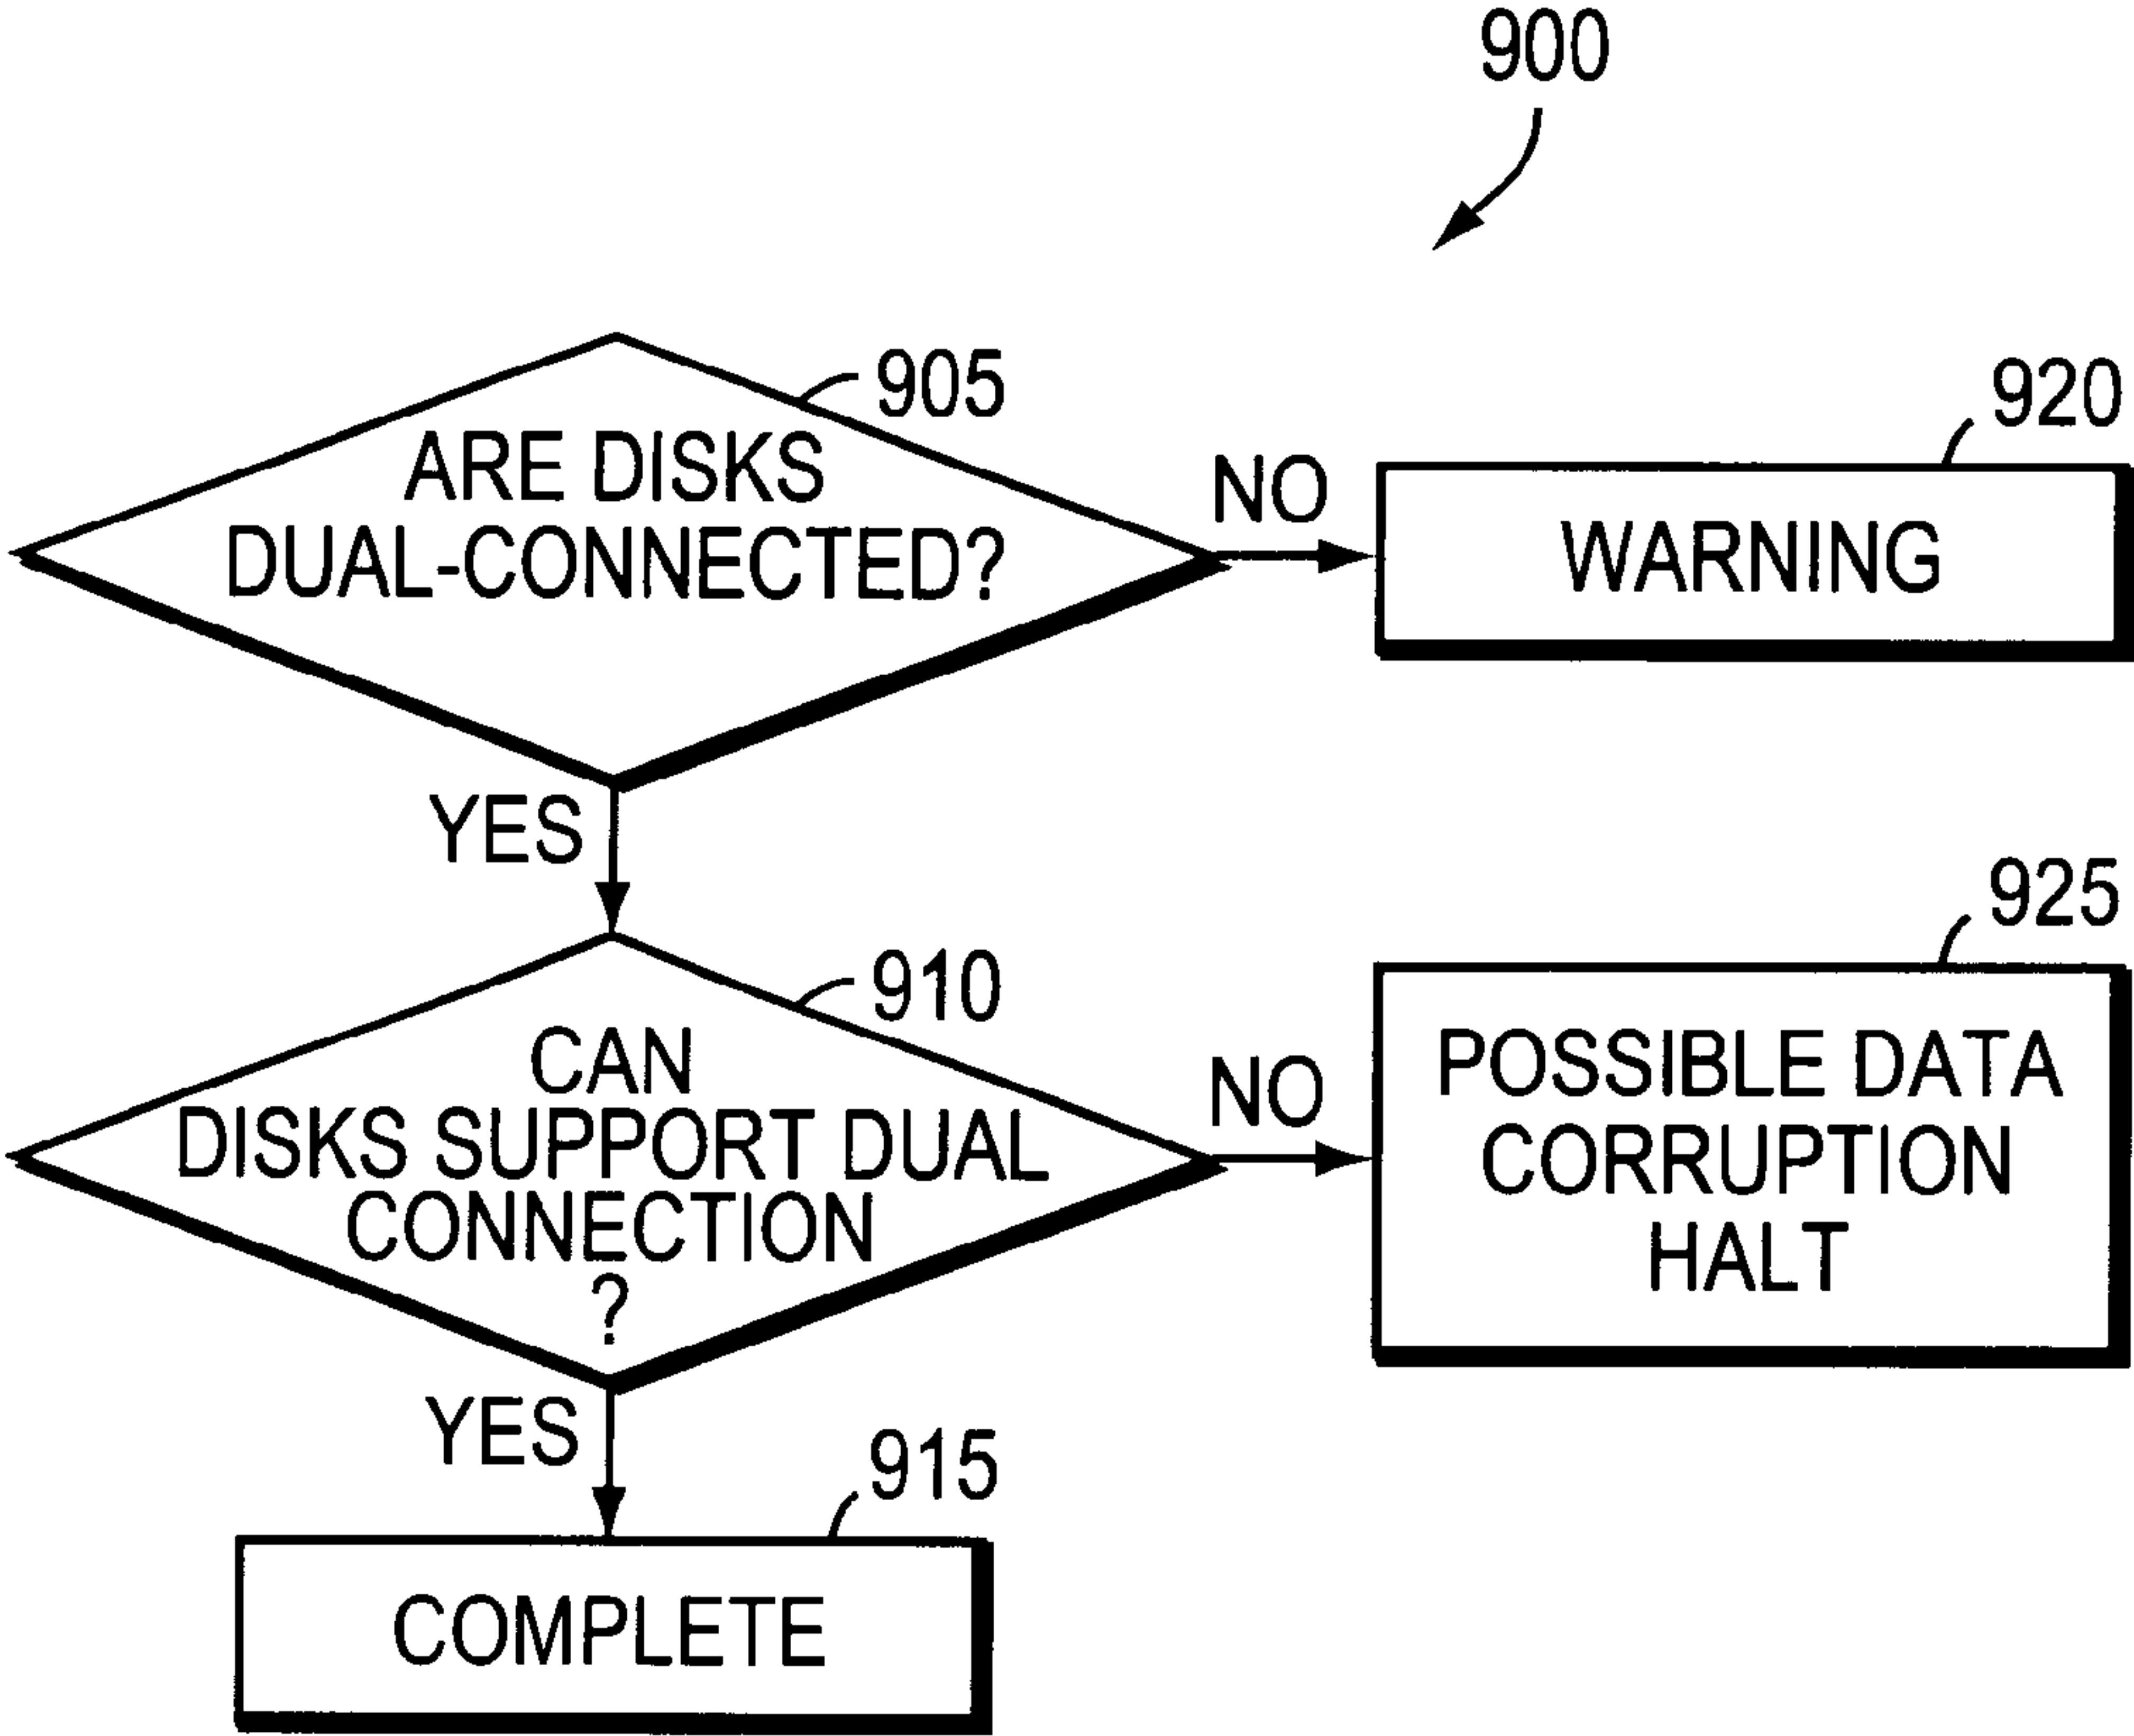 900
905
ARE DISKS
DUAL-CONNECTED?
NO
920
WARNING
YES
910
CAN
DISKS SUPPORT DUAL
CONNECTION
?
NO
925
POSSIBLE DATA
CORRUPTION
HALT
YES
915
COMPLETE